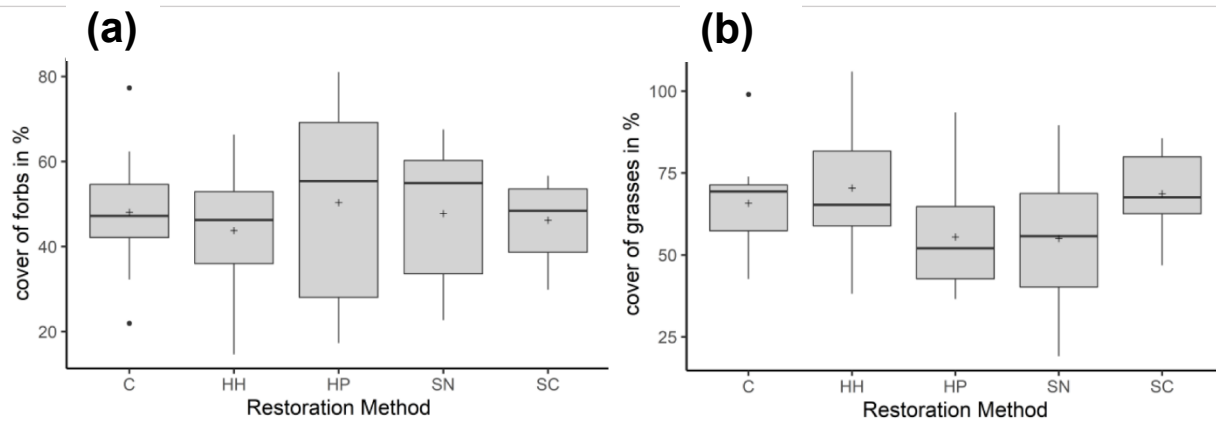 (a)
cover of forbs in %
80
60
40
20
C HH HP SN SC
Restoration Method
(b)
cover of grasses in %
100
75
50
25
C HH HP SN SC
Restoration Method